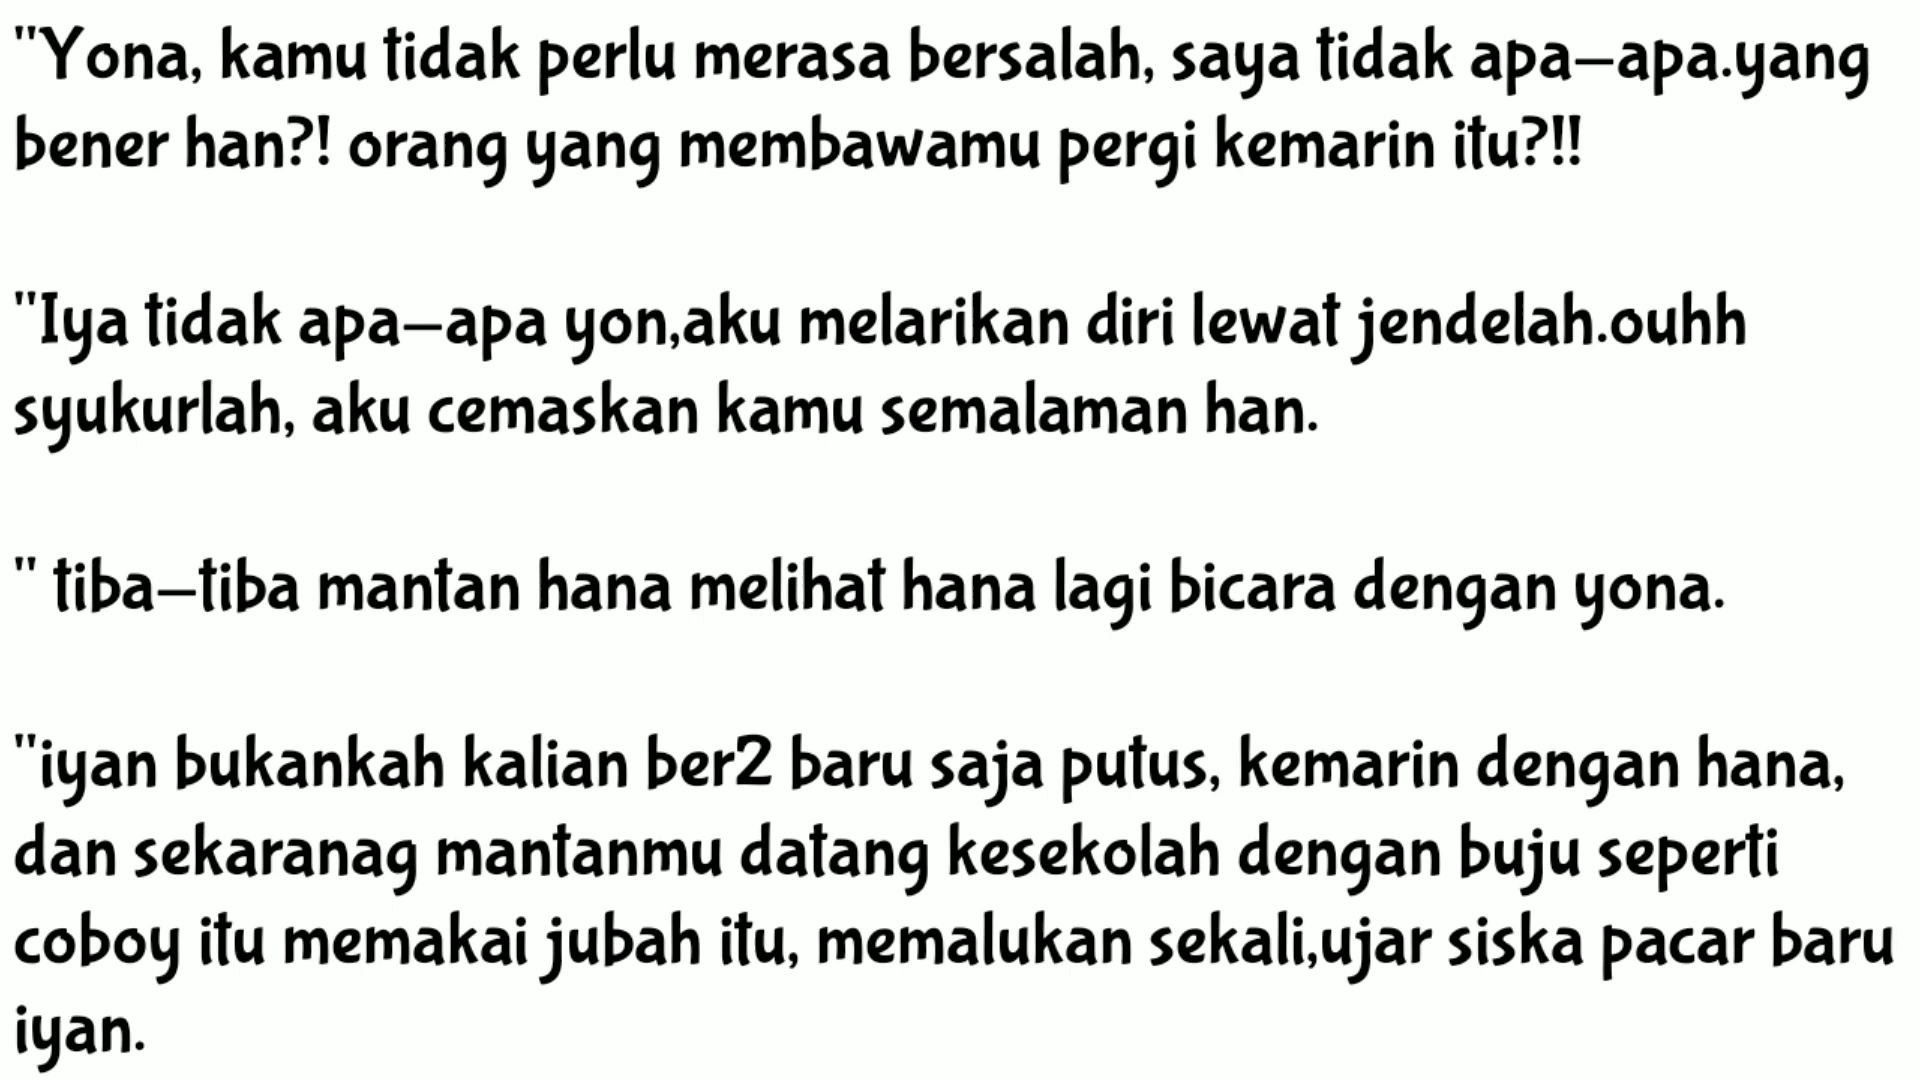 "Yona, kamu tidak perlu merasa bersalah, saya tidak apa-apa.yang
bener han?! orang yang membawamu pergi kemarin itu?!!
"Iya tidak apa-apa yon,aku melarikan diri lewat jendelah.ouhh
syukurlah, aku cemaskan kamu semalaman han.
" tiba-tiba mantan hana melihat hana lagi bicara dengan yona.
"iyan bukankah kalian ber2 baru saja putus, kemarin dengan hana,
dan sekaranag mantanmu datang kesekolah dengan buju seperti
coboy itu memakai jubah itu, memalukan sekali,ujar siska pacar baru
iyan.